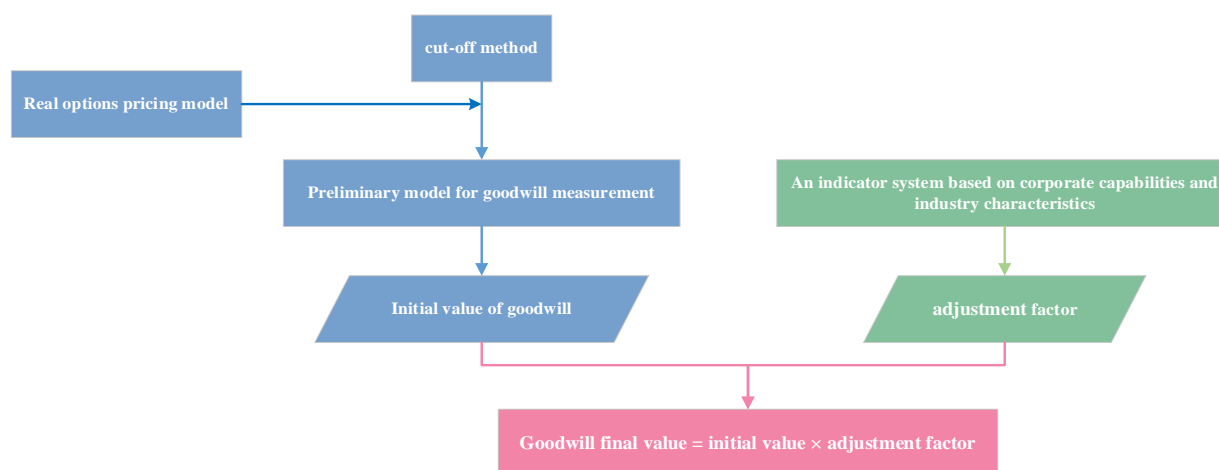 cut-off method
Real options pricing model
Preliminary model for goodwill measurement
An indicator system based on corporate capabilities and
industry characteristics
Initial value of goodwill
adjustment factor
Goodwill final value = initial value × adjustment factor